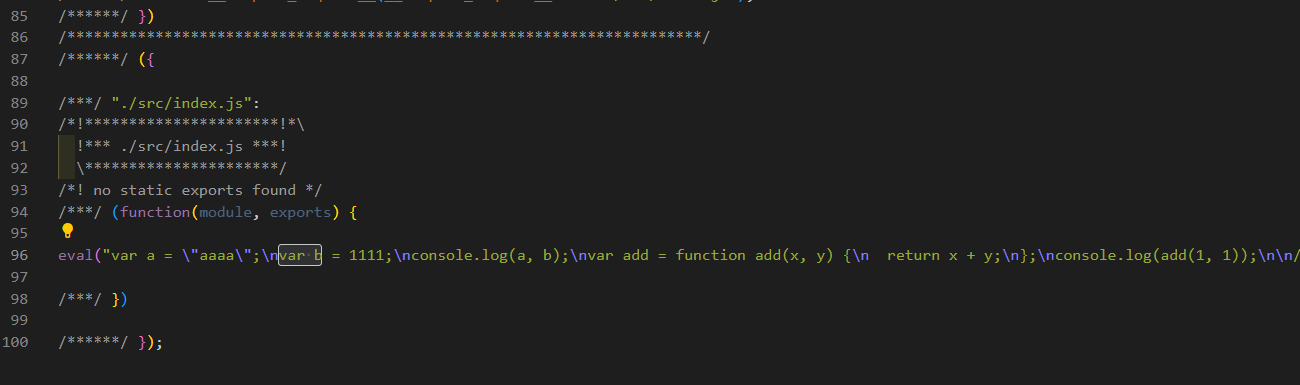 85 /******/ })
86 /************************************************************************/
87 /******/ ({
88
89 /***/ "./src/index.js":
90 /*!**********************!*\
91   !*** ./src/index.js ***!
92   \**********************/
93 /*! no static exports found */
94 /***/ (function(module, exports) {
95
96 eval("var a = \"aaaa\";\nvar b = 1111;\nconsole.log(a, b);\nvar add = function add(x, y) {\n  return x + y;\n};\nconsole.log(add(1, 1));\n\n/
97
98 /***/ })
99
100 /******/ });